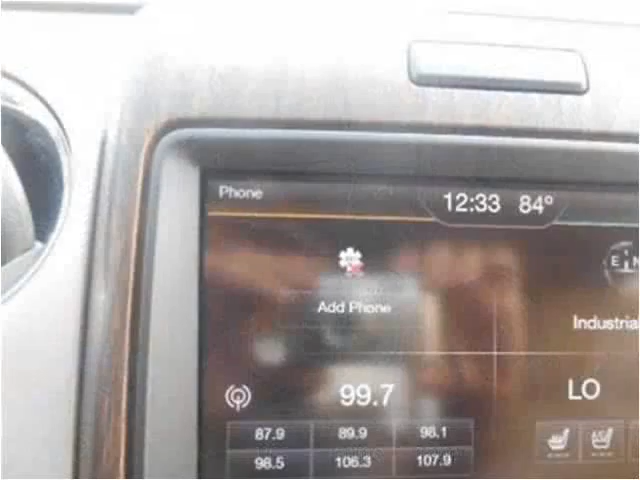 Phone
12:33 84°
E N
Add Phone
Industrial
99.7
LO
87.9 89.9 98.1
98.5 106.3 107.9